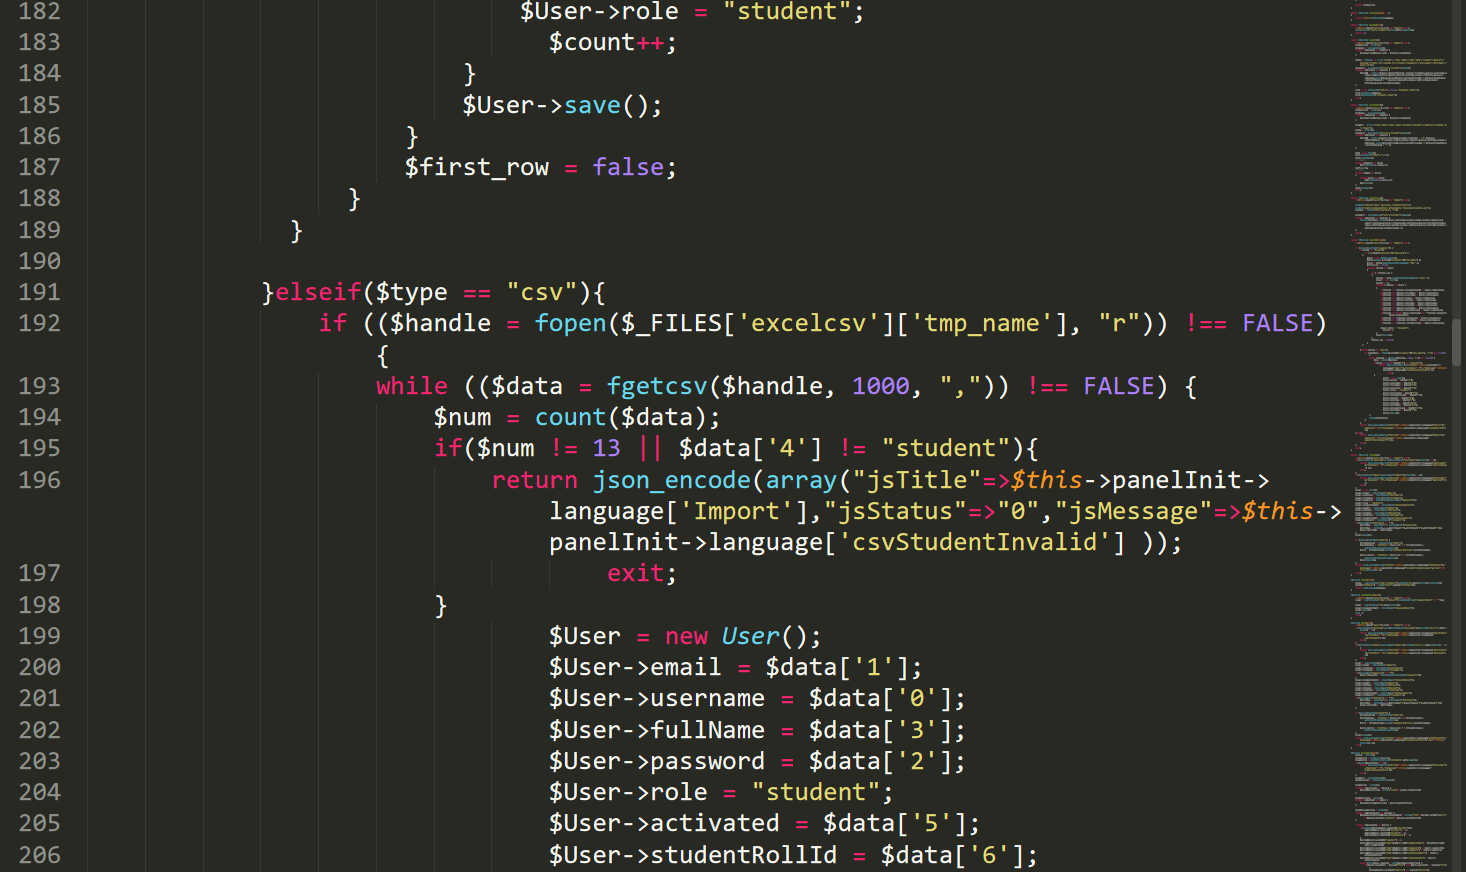 182 $User->role = "student";
183 $count++;
184 }
185 $User->save();
186 }
187 $first_row = false;
188 }
189 }
190
191 }elseif($type == "csv"){
192 if (($handle = fopen($_FILES['excelcsv']['tmp_name'], "r")) !== FALSE)
{
193 while (($data = fgetcsv($handle, 1000, ",")) !== FALSE) {
194 $num = count($data);
195 if($num != 13 || $data['4'] != "student"){
196 return json_encode(array("jsTitle"=>$this->panelInit->
language['Import'],"jsStatus"=>"0","jsMessage"=>$this->
panelInit->language['csvStudentInvalid'] ));
197 exit;
198 }
199 $User = new User();
200 $User->email = $data['1'];
201 $User->username = $data['0'];
202 $User->fullName = $data['3'];
203 $User->password = $data['2'];
204 $User->role = "student";
205 $User->activated = $data['5'];
206 $User->studentRollId = $data['6'];